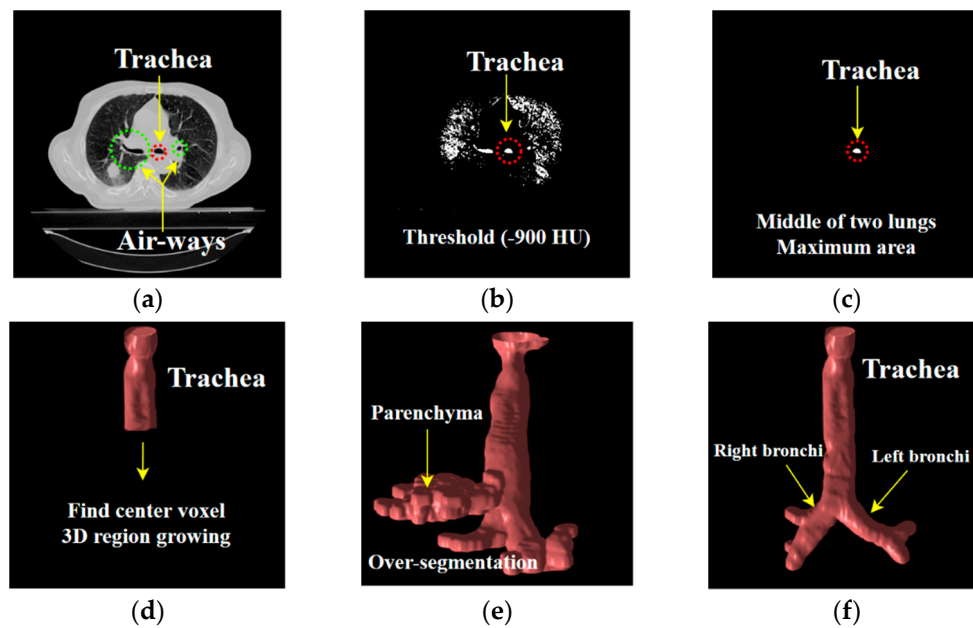 Trachea
Air-ways
(a)
Trachea
Threshold (-900 HU)
(b)
Trachea
Middle of two lungs
Maximum area
(c)
Trachea
Find center voxel
3D region growing
(d)
Parenchyma
Over-segmentation
(e)
Trachea
Right bronchi
Left bronchi
(f)